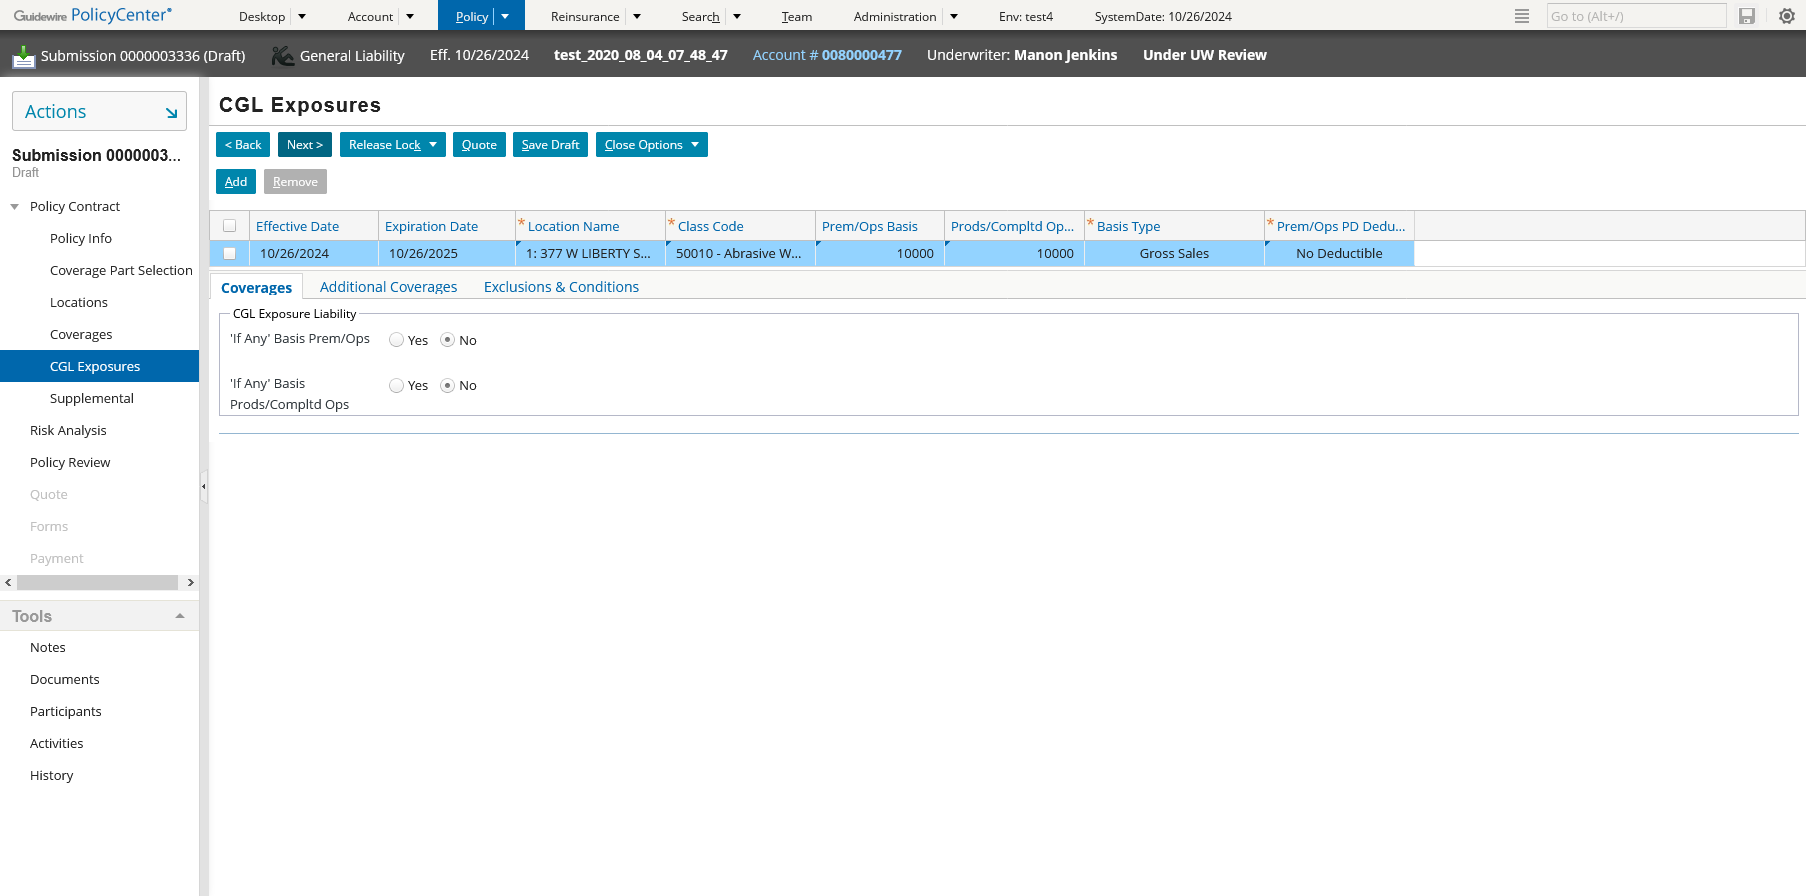 Guidewire PolicyCenter® Desktop Account Policy Reinsurance Search Team Administration Env: test4 SystemDate: 10/26/2024 Go to (Alt+/)
Submission 0000003336 (Draft) General Liability Eff. 10/26/2024 test_2020_08_04_07_48_47 Account # 0080000477 Underwriter: Manon Jenkins Under UW Review
Actions
Submission 0000003...
Draft
Policy Contract
Policy Info
Coverage Part Selection
Locations
Coverages
CGL Exposures
Supplemental
Risk Analysis
Policy Review
Quote
Forms
Payment
Tools
Notes
Documents
Participants
Activities
History
CGL Exposures
< Back Next > Release Lock Quote Save Draft Close Options
Add Remove
Effective Date Expiration Date * Location Name * Class Code Prem/Ops Basis Prods/Compltd Op... * Basis Type * Prem/Ops PD Dedu...
10/26/2024 10/26/2025 1: 377 W LIBERTY S... 50010 - Abrasive W... 10000 10000 Gross Sales No Deductible
Coverages Additional Coverages Exclusions & Conditions
CGL Exposure Liability
'If Any' Basis Prem/Ops Yes No
'If Any' Basis Yes No
Prods/Compltd Ops